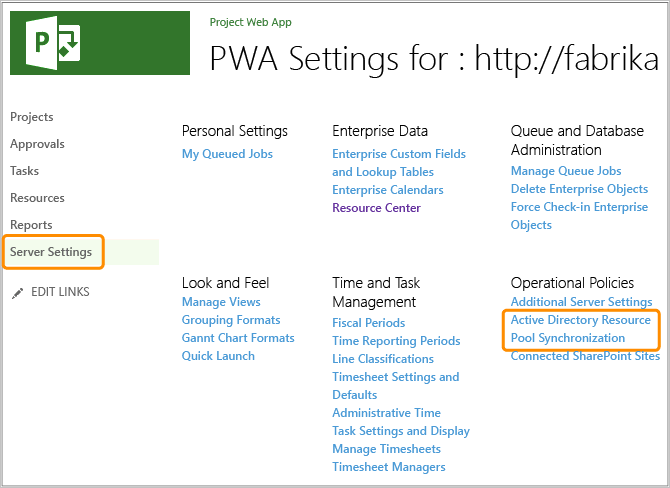 P
Project Web App
PWA Settings for : http://fabrika
Projects
Approvals
Tasks
Resources
Reports
Server Settings
EDIT LINKS
Personal Settings
My Queued Jobs
Enterprise Data
Enterprise Custom Fields
and Lookup Tables
Enterprise Calendars
Resource Center
Queue and Database
Administration
Manage Queue Jobs
Delete Enterprise Objects
Force Check-in Enterprise
Objects
Look and Feel
Manage Views
Grouping Formats
Gannt Chart Formats
Quick Launch
Time and Task
Management
Fiscal Periods
Time Reporting Periods
Line Classifications
Timesheet Settings and
Defaults
Administrative Time
Task Settings and Display
Manage Timesheets
Timesheet Managers
Operational Policies
Additional Server Settings
Active Directory Resource
Pool Synchronization
Connected SharePoint Sites